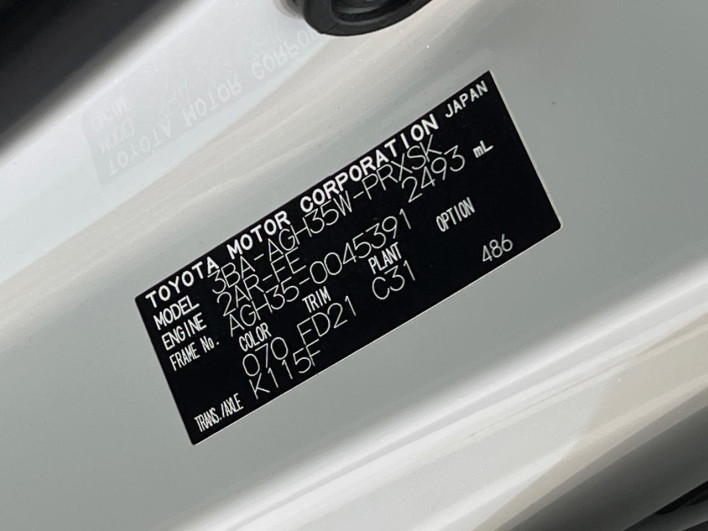 TOYOTA MOTOR CORPORATION JAPAN
MODEL 3BA-AGH35W-PRXSK
ENGINE 2AR-FE 2493 mL
FRAME No. AGH35-0045391
COLOR TRIM PLANT OPTION
070 FD21 C31 486
TRANS./AXLE K115F